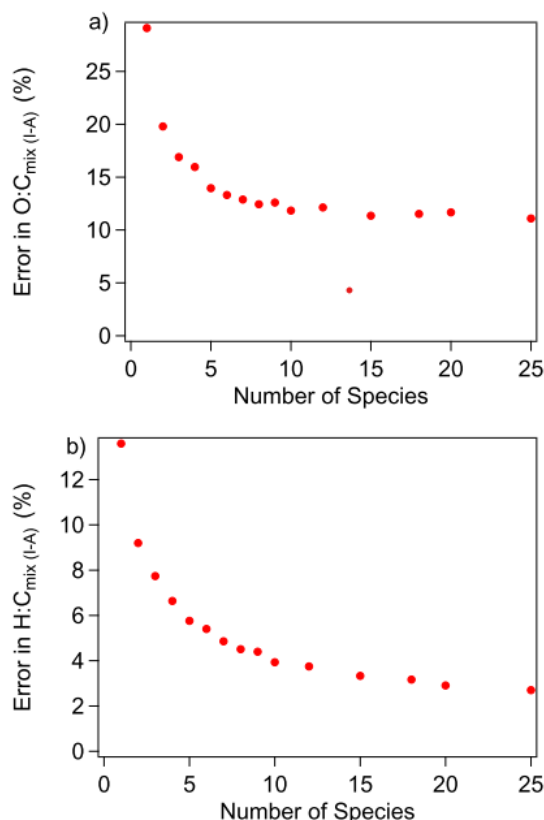 a)
Error in O:Cmix (I-A) (%)
25
20
15
10
5
0
0 5 10 15 20 25
Number of Species
b)
Error in H:Cmix (I-A) (%)
12
10
8
6
4
2
0
0 5 10 15 20 25
Number of Species